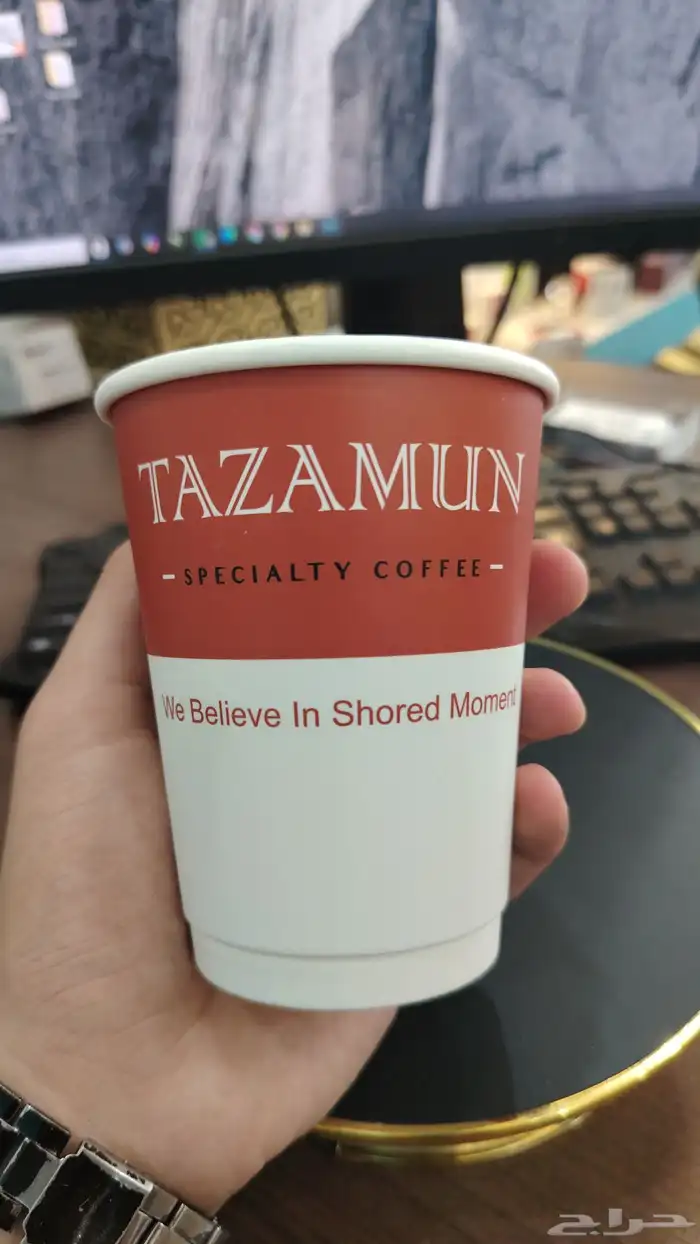 TAZAMUN
-SPECIALTY COFFEE-
We Believe In Shored Moment
حراج